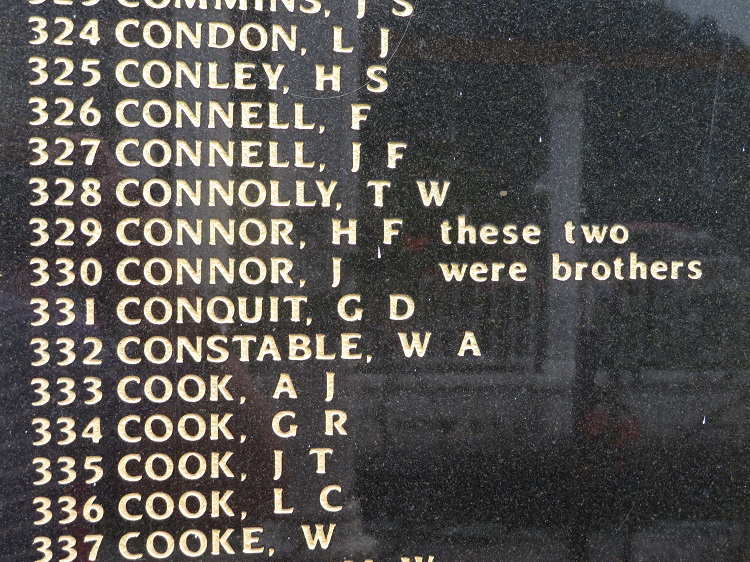 COMMINS, J S
324 CONDON, L J
325 CONLEY, H S
326 CONNELL, F
327 CONNELL, J F
328 CONNOLLY, T W
329 CONNOR, H F these two
330 CONNOR, J were brothers
331 CONQUIT, G D
332 CONSTABLE, W A
333 COOK, A J
334 COOK, G R
335 COOK, J T
336 COOK, L C
337 COOKE, W